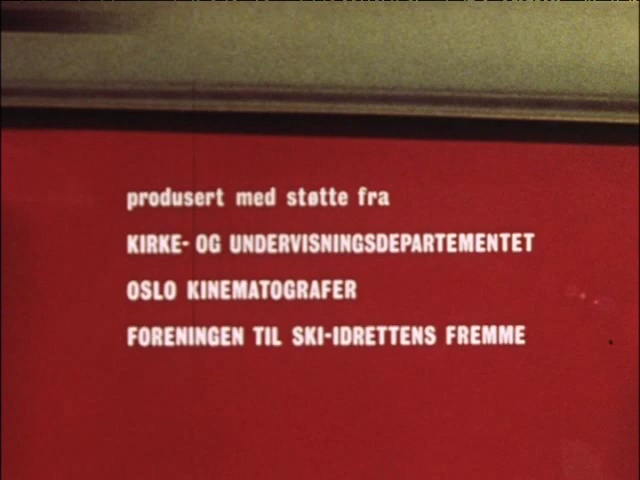 produsert med støtte fra
KIRKE- OG UNDERVISNINGSDEPARTEMENTET
OSLO KINEMATOGRAFER
FORENINGEN TIL SKI-IDRETTENS FREMME